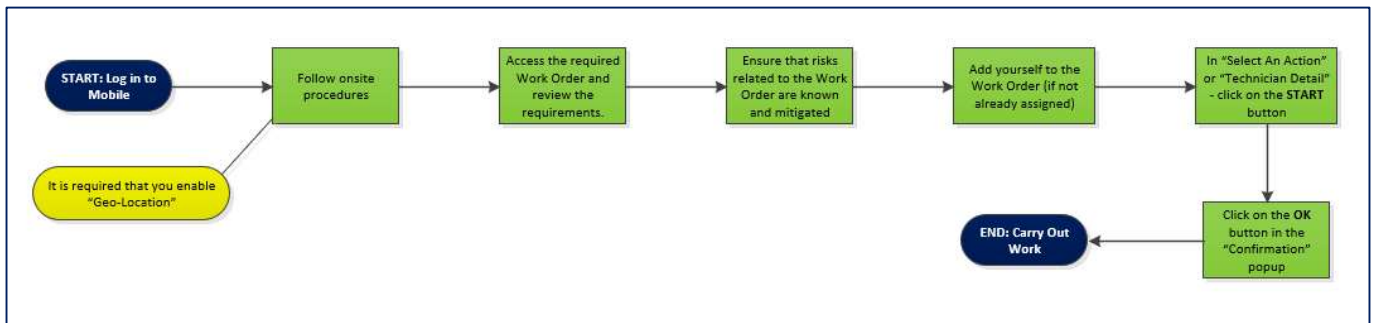 START: Log in to
Mobile
Follow onsite
procedures
Access the required
Work Order and
review the
requirements.
Ensure that risks
related to the Work
Order are known
and mitigated
Add yourself to the
Work Order (if not
already assigned)
In “Select An Action”
or “Technician Detail”
- click on the START
button
It is required that you enable
“Geo-Location”
Click on the OK
button in the
“Confirmation”
popup
END: Carry Out
Work